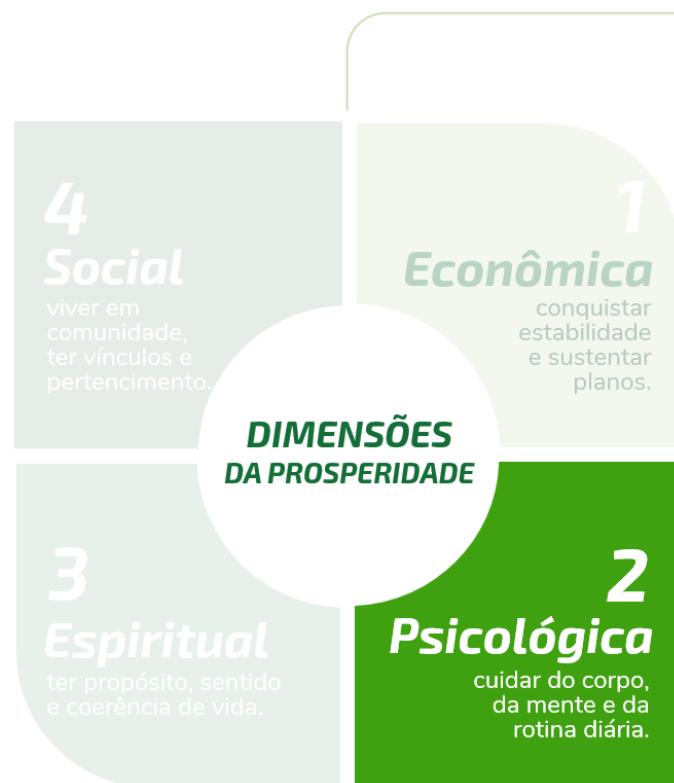 4
Social
viver em
comunidade,
ter vínculos e
pertencimento.
1
Econômica
conquistar
estabilidade
e sustentar
planos.
DIMENSÕES
DA PROSPERIDADE
3
Espiritual
ter propósito, sentido
e coerência de vida.
2
Psicológica
cuidar do corpo,
da mente e da
rotina diária.